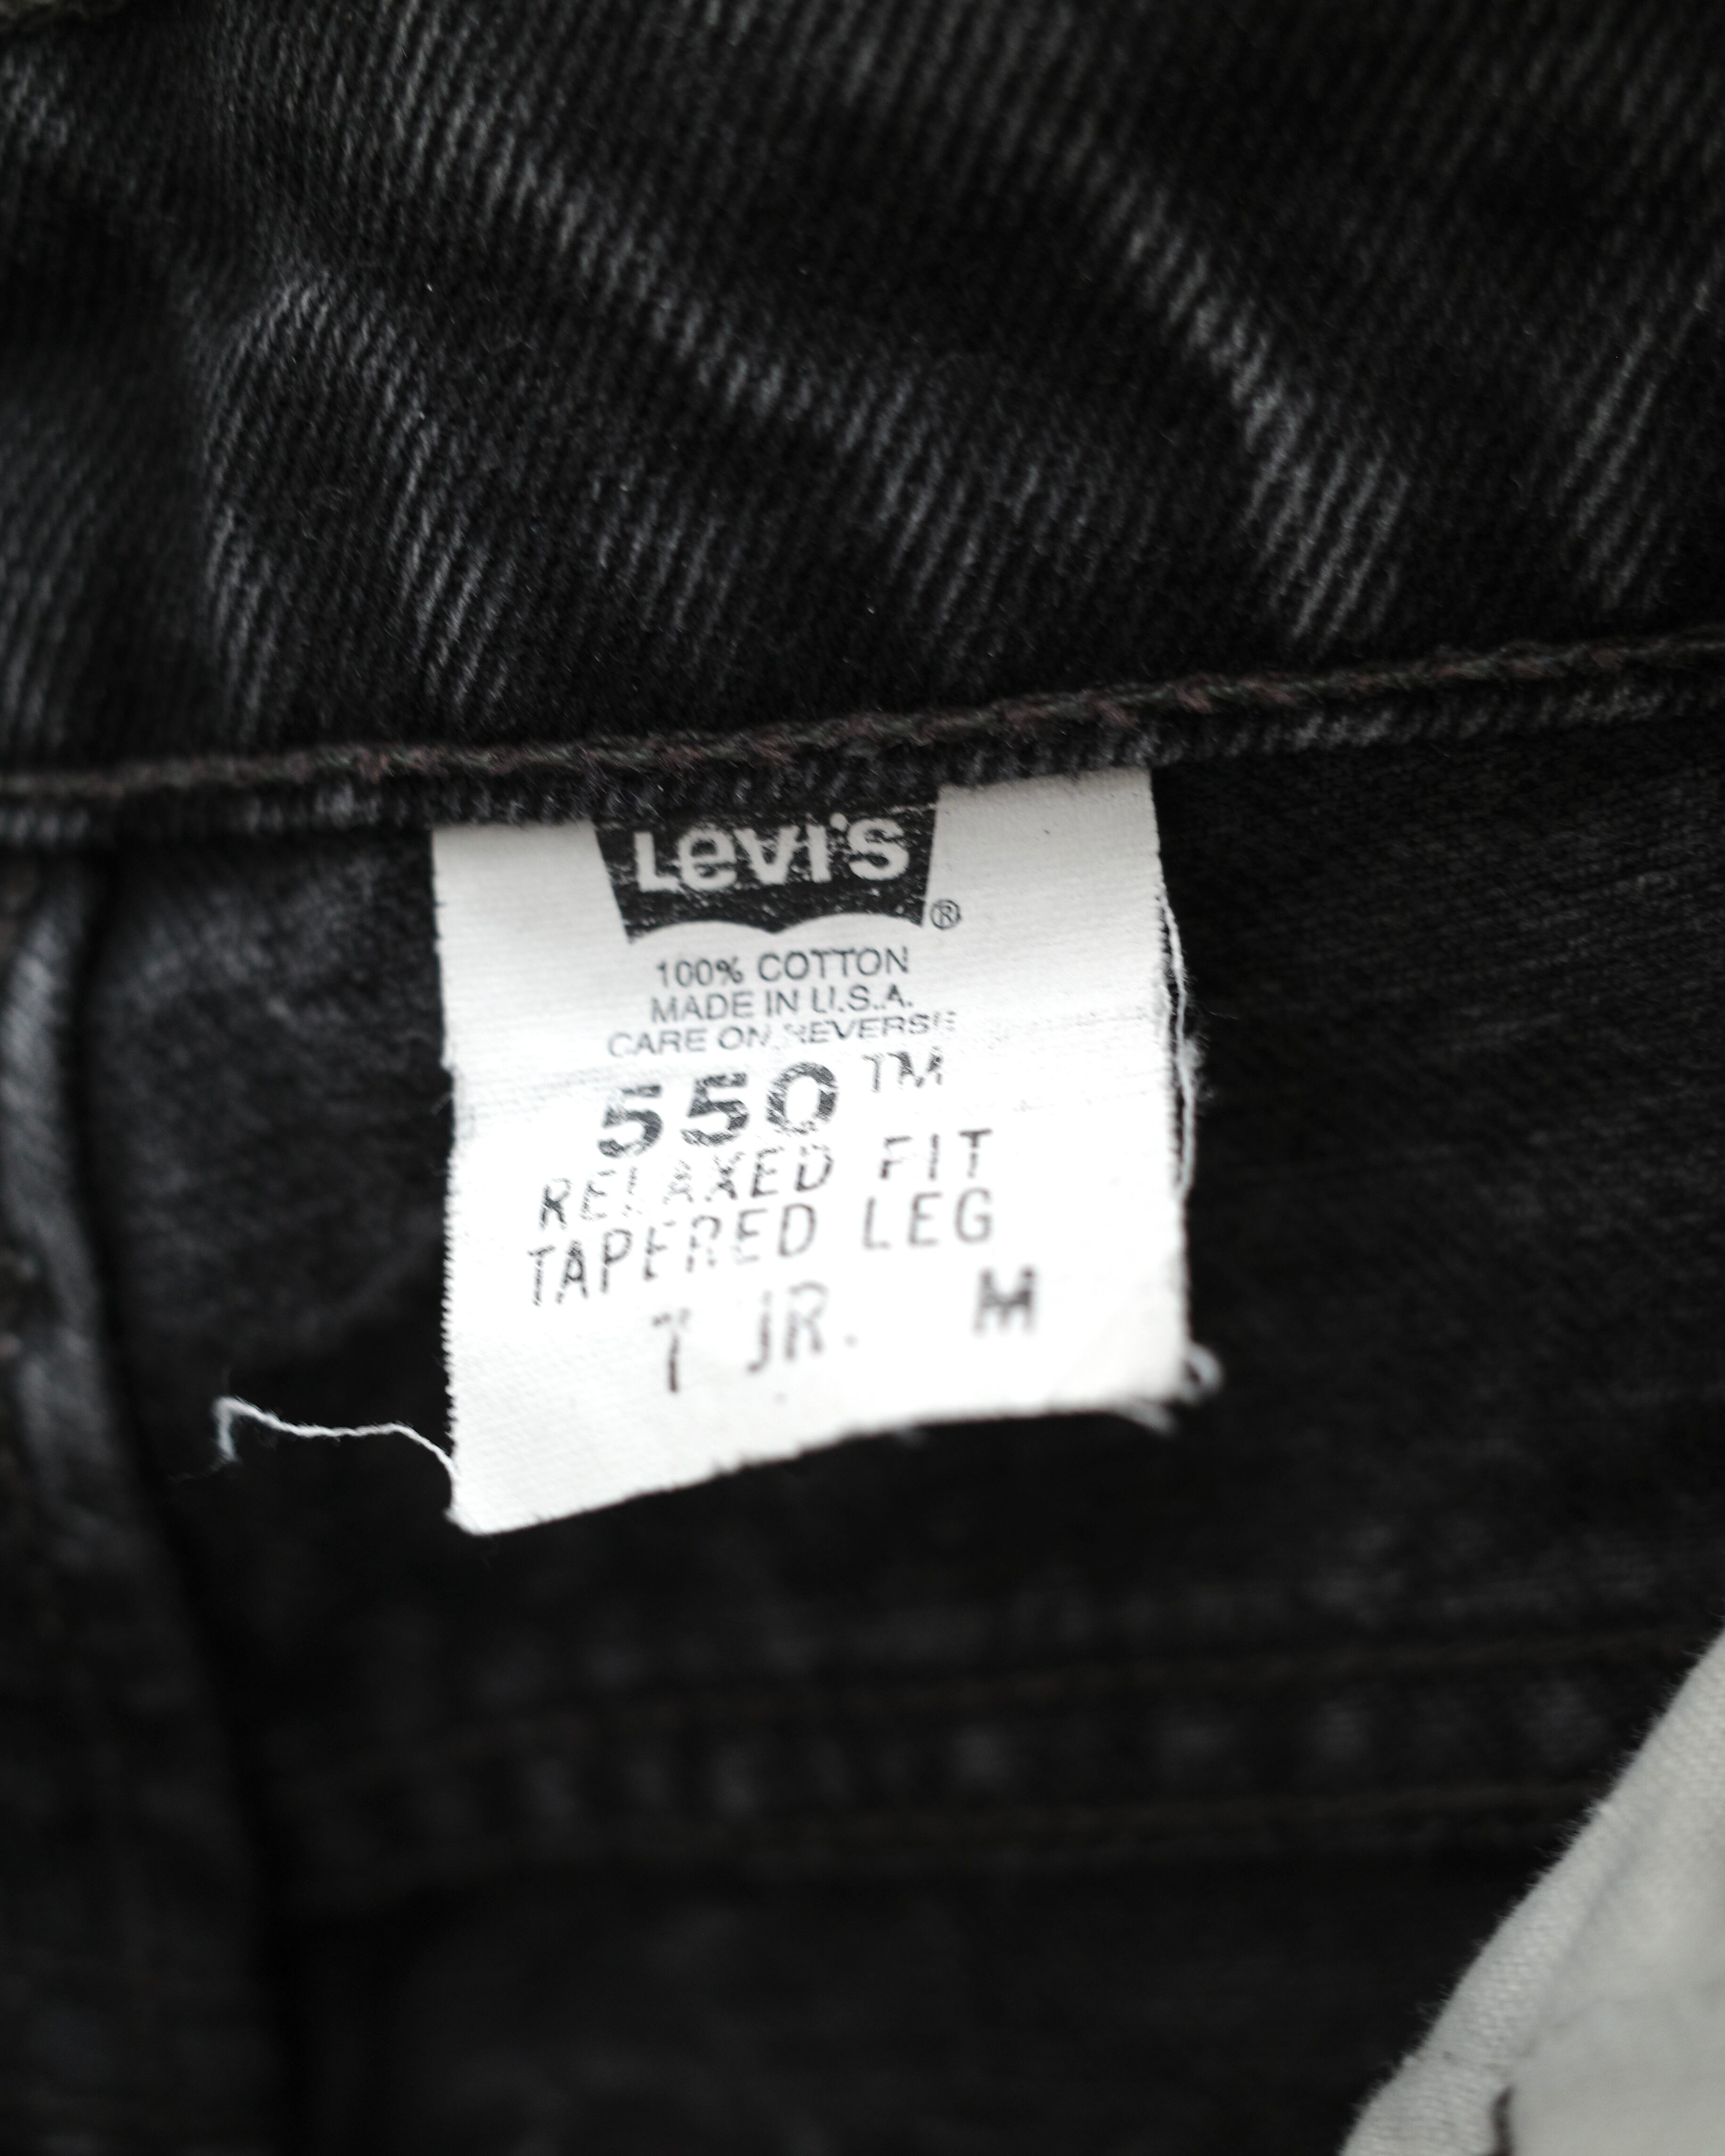 Levi's ®
100% COTTON
MADE IN U.S.A.
CARE ON REVERSE
550™
RELAXED FIT
TAPERED LEG
7 JR. M